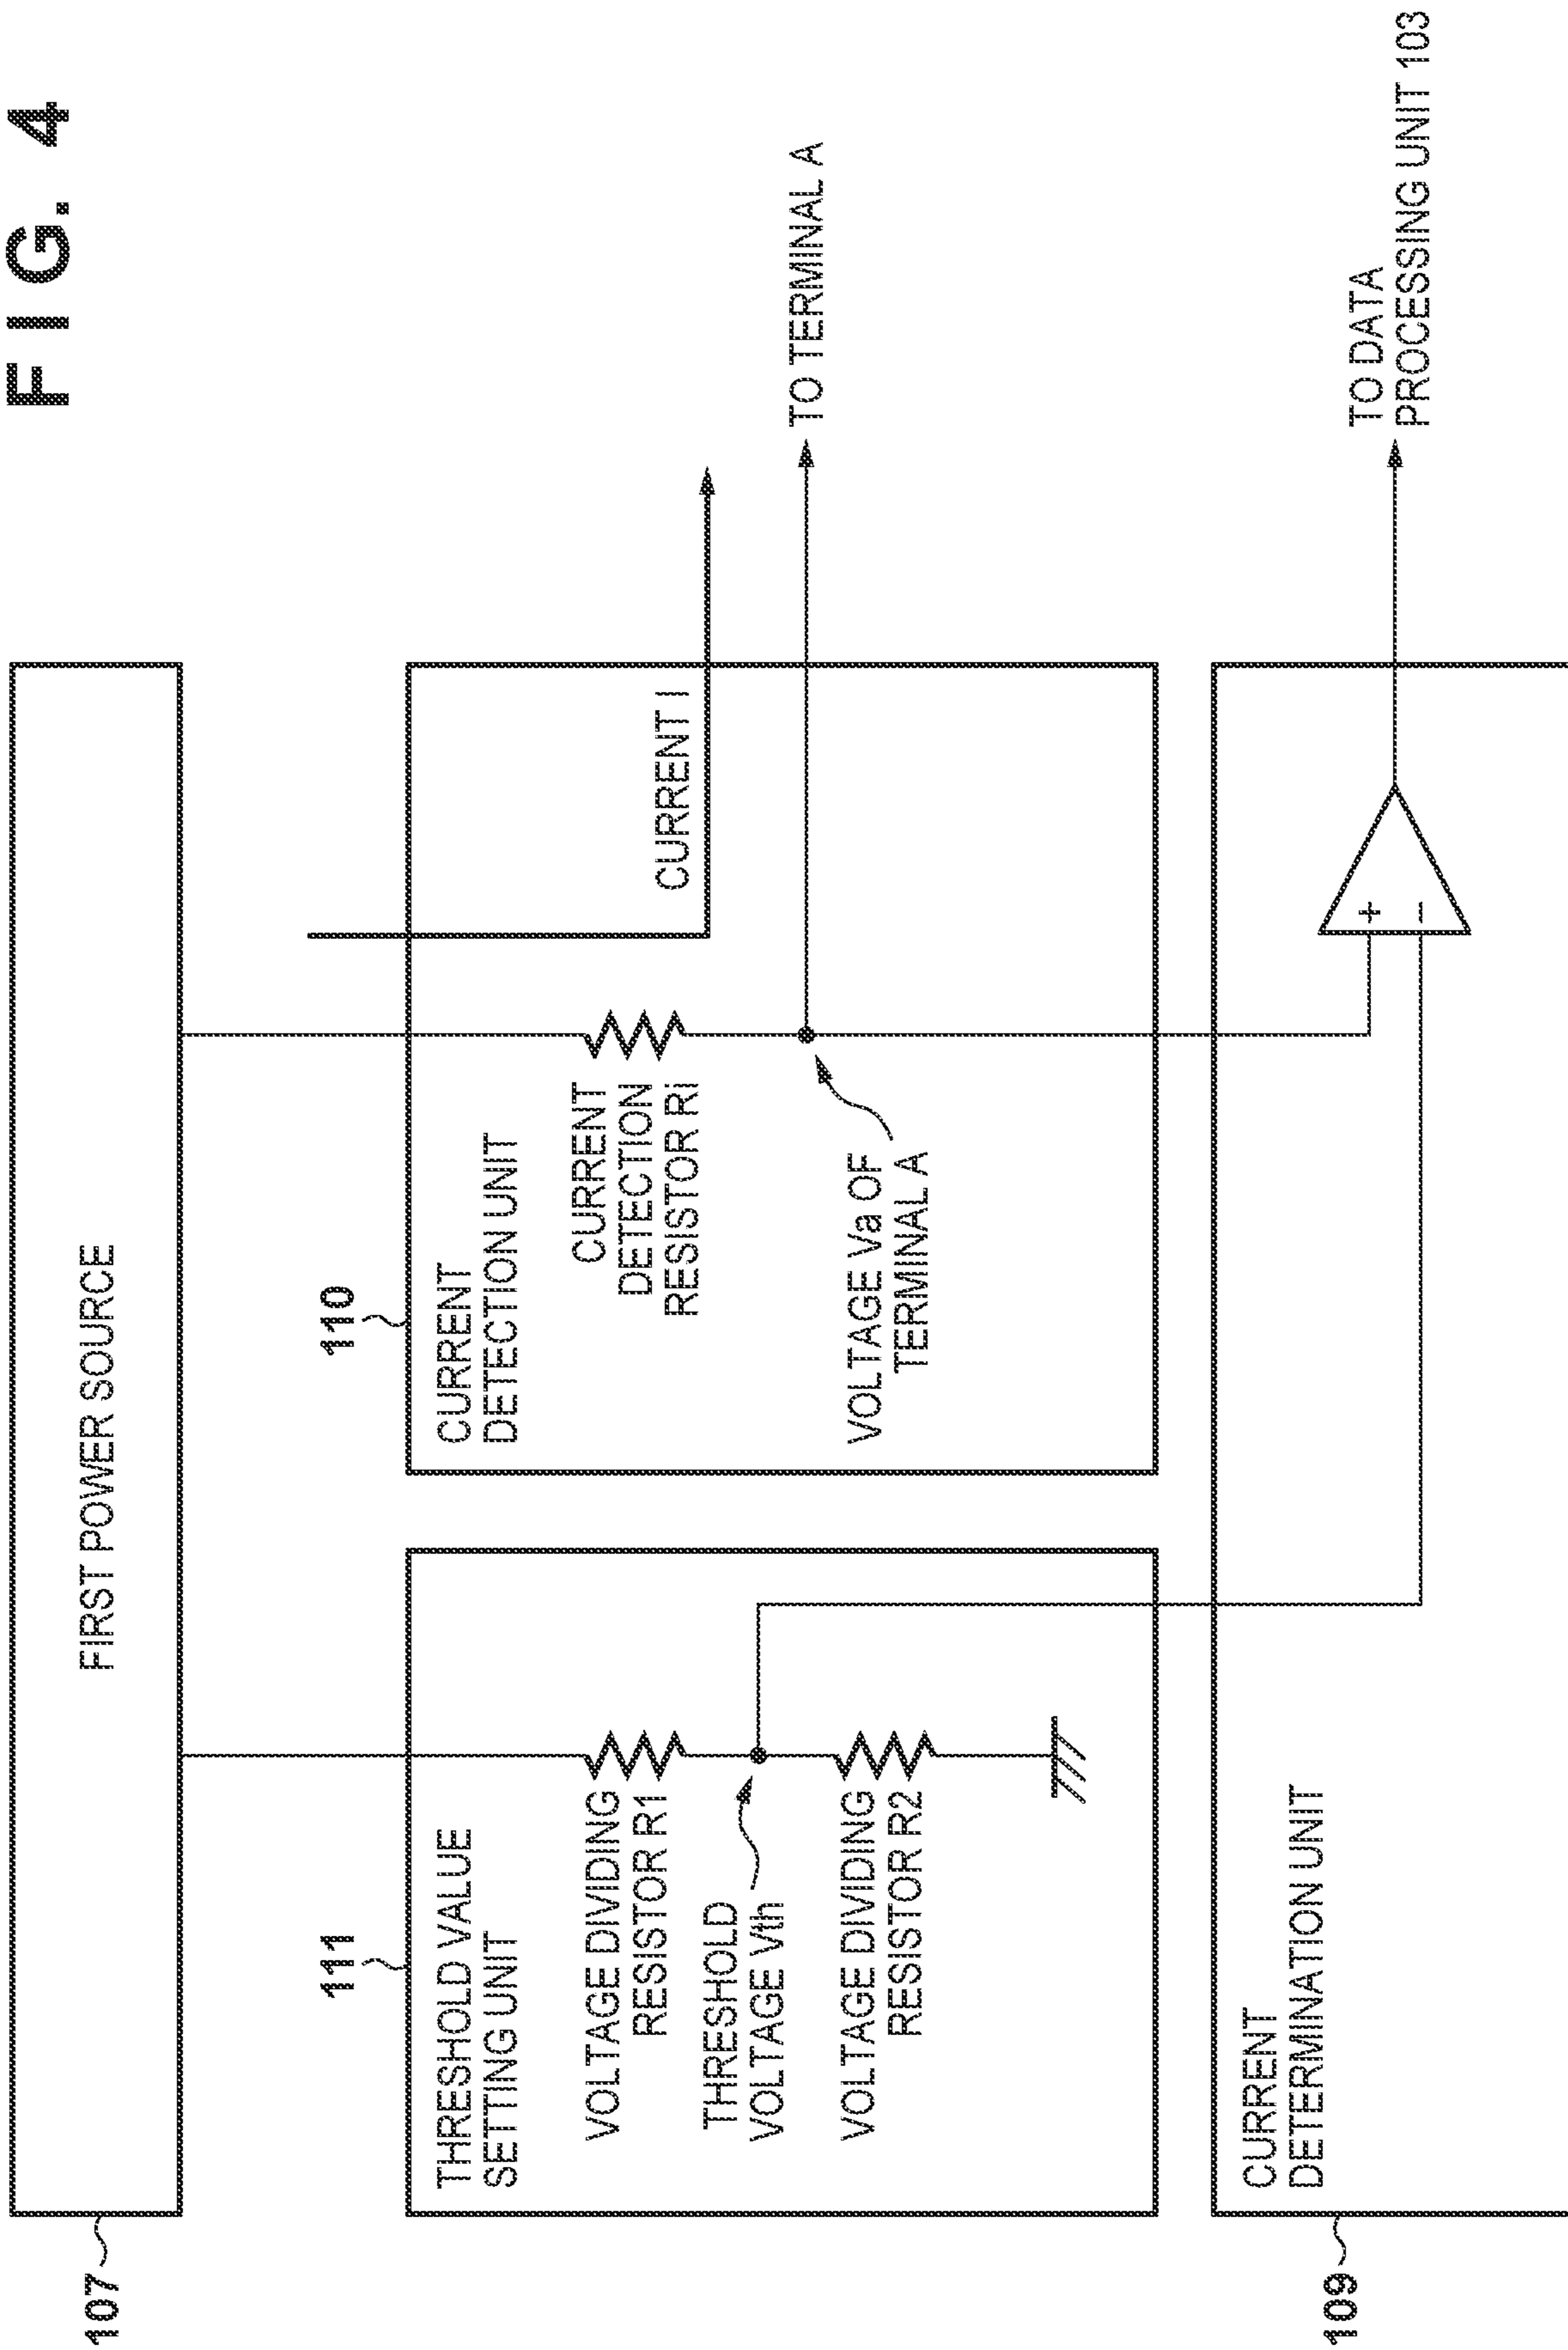 FIG. 4
107
FIRST POWER SOURCE
111
THRESHOLD VALUE
SETTING UNIT
VOLTAGE DIVIDING
RESISTOR R1
THRESHOLD
VOLTAGE Vth
VOLTAGE DIVIDING
RESISTOR R2
110
CURRENT
DETECTION UNIT
CURRENT
DETECTION
RESISTOR Ri
VOLTAGE Va OF
TERMINAL A
CURRENT I
TO TERMINAL A
109
CURRENT
DETERMINATION UNIT
+
−
TO DATA
PROCESSING UNIT 103